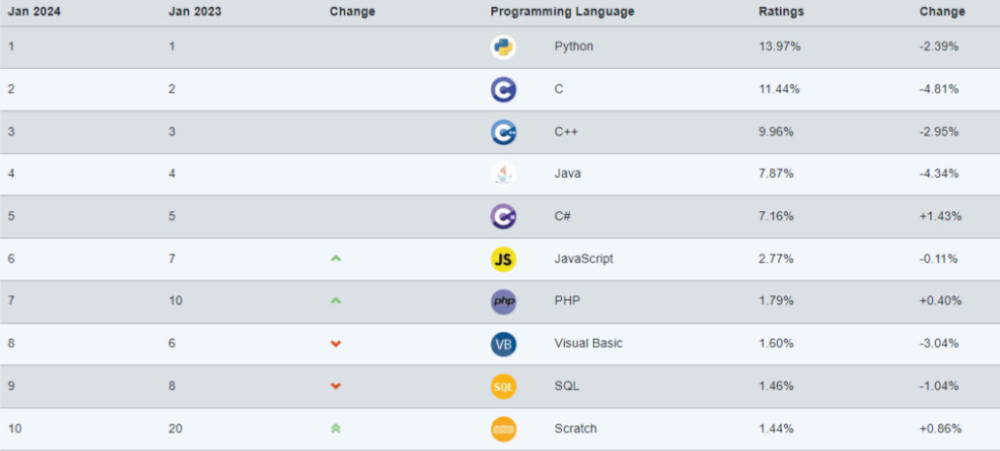 Jan 2024 Jan 2023 Change Programming Language Ratings Change
1 1 Python 13.97% -2.39%
2 2 C C 11.44% -4.81%
3 3 C++ C++ 9.96% -2.95%
4 4 Java 7.87% -4.34%
5 5 C C# 7.16% +1.43%
6 7 JS JavaScript 2.77% -0.11%
7 10 php PHP 1.79% +0.40%
8 6 VB Visual Basic 1.60% -3.04%
9 8 SQL SQL 1.46% -1.04%
10 20 Scratch 1.44% +0.86%